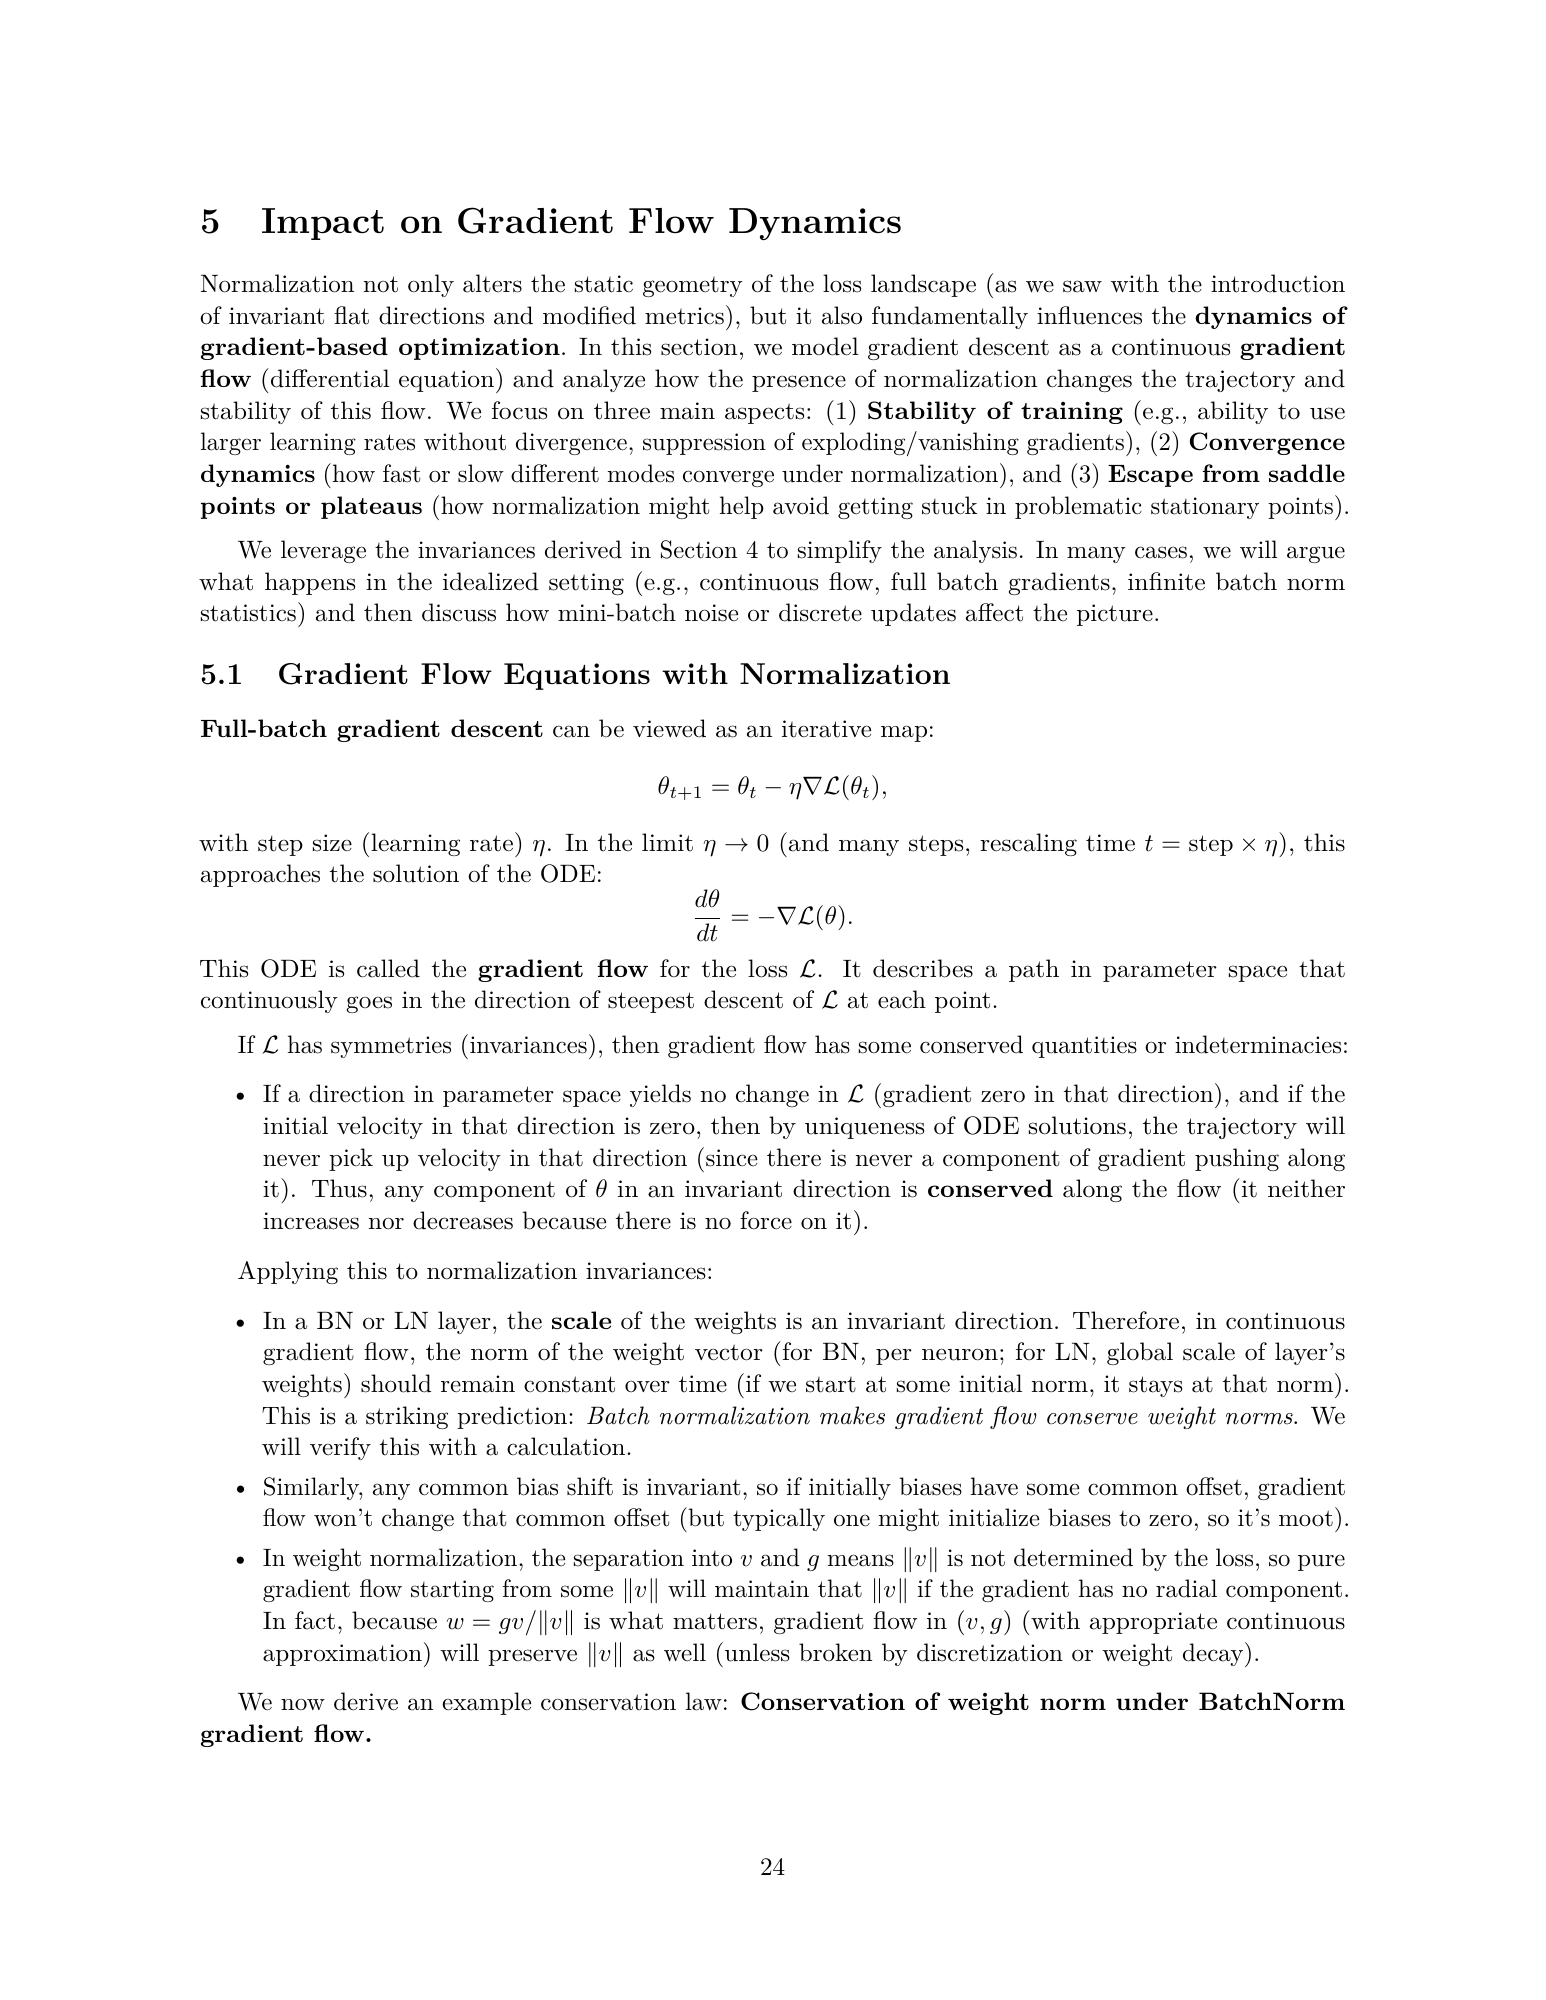 5 Impact on Gradient Flow Dynamics
Normalization not only alters the static geometry of the loss landscape (as we saw with the introduction
of invariant flat directions and modified metrics), but it also fundamentally influences the dynamics of
gradient-based optimization. In this section, we model gradient descent as a continuous gradient
flow (differential equation) and analyze how the presence of normalization changes the trajectory and
stability of this flow. We focus on three main aspects: (1) Stability of training (e.g., ability to use
larger learning rates without divergence, suppression of exploding/vanishing gradients), (2) Convergence
dynamics (how fast or slow different modes converge under normalization), and (3) Escape from saddle
points or plateaus (how normalization might help avoid getting stuck in problematic stationary points).
We leverage the invariances derived in Section 4 to simplify the analysis. In many cases, we will argue
what happens in the idealized setting (e.g., continuous flow, full batch gradients, infinite batch norm
statistics) and then discuss how mini-batch noise or discrete updates affect the picture.
5.1 Gradient Flow Equations with Normalization
Full-batch gradient descent can be viewed as an iterative map:
θ_{t+1} = θ_t − η∇ℒ(θ_t),
with step size (learning rate) η. In the limit η → 0 (and many steps, rescaling time t = step × η), this
approaches the solution of the ODE:
dθ/dt = −∇ℒ(θ).
This ODE is called the gradient flow for the loss ℒ. It describes a path in parameter space that
continuously goes in the direction of steepest descent of ℒ at each point.
If ℒ has symmetries (invariances), then gradient flow has some conserved quantities or indeterminacies:
• If a direction in parameter space yields no change in ℒ (gradient zero in that direction), and if the
initial velocity in that direction is zero, then by uniqueness of ODE solutions, the trajectory will
never pick up velocity in that direction (since there is never a component of gradient pushing along
it). Thus, any component of θ in an invariant direction is conserved along the flow (it neither
increases nor decreases because there is no force on it).
Applying this to normalization invariances:
• In a BN or LN layer, the scale of the weights is an invariant direction. Therefore, in continuous
gradient flow, the norm of the weight vector (for BN, per neuron; for LN, global scale of layer's
weights) should remain constant over time (if we start at some initial norm, it stays at that norm).
This is a striking prediction: Batch normalization makes gradient flow conserve weight norms. We
will verify this with a calculation.
• Similarly, any common bias shift is invariant, so if initially biases have some common offset, gradient
flow won't change that common offset (but typically one might initialize biases to zero, so it's moot).
• In weight normalization, the separation into v and g means ∥v∥ is not determined by the loss, so pure
gradient flow starting from some ∥v∥ will maintain that ∥v∥ if the gradient has no radial component.
In fact, because w = gv/∥v∥ is what matters, gradient flow in (v, g) (with appropriate continuous
approximation) will preserve ∥v∥ as well (unless broken by discretization or weight decay).
We now derive an example conservation law: Conservation of weight norm under BatchNorm
gradient flow.
24